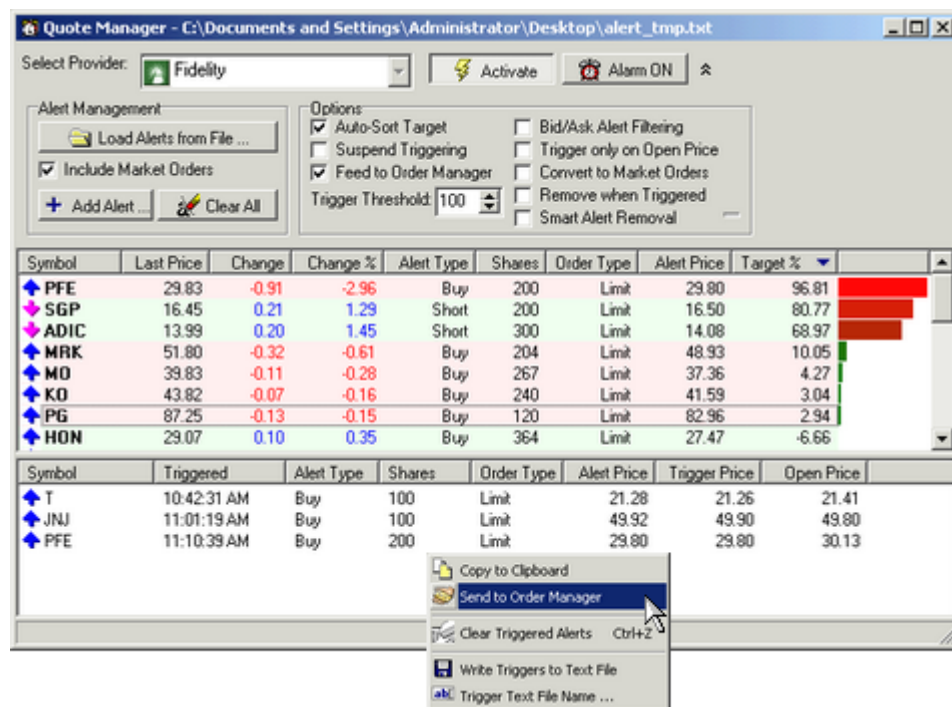 Quote Manager - C:\Documents and Settings\Administrator\Desktop\alert_tmp.txt
Select Provider: Fidelity Activate Alarm ON
Alert Management
Load Alerts from File ...
Include Market Orders
Add Alert ... Clear All
Options
Auto-Sort Target Bid/Ask Alert Filtering
Suspend Triggering Trigger only on Open Price
Feed to Order Manager Convert to Market Orders
Trigger Threshold: 100 Remove when Triggered
Smart Alert Removal
Symbol Last Price Change Change % Alert Type Shares Order Type Alert Price Target %
PFE 29.83 -0.91 -2.96 Buy 200 Limit 29.80 96.81
SGP 16.45 0.21 1.29 Short 200 Limit 16.50 80.77
ADIC 13.99 0.20 1.45 Short 300 Limit 14.08 68.97
MRK 51.80 -0.32 -0.61 Buy 204 Limit 48.93 10.05
MO 39.83 -0.11 -0.28 Buy 267 Limit 37.36 4.27
KO 43.82 -0.07 -0.16 Buy 240 Limit 41.59 3.04
PG 87.25 -0.13 -0.15 Buy 120 Limit 82.96 2.94
HON 29.07 0.10 0.35 Buy 364 Limit 27.47 -6.66
Symbol Triggered Alert Type Shares Order Type Alert Price Trigger Price Open Price
T 10:42:31 AM Buy 100 Limit 21.28 21.26 21.41
JNJ 11:01:19 AM Buy 100 Limit 49.92 49.90 49.80
PFE 11:10:39 AM Buy 200 Limit 29.80 29.80 30.13
Copy to Clipboard
Send to Order Manager
Clear Triggered Alerts Ctrl+Z
Write Triggers to Text File
Trigger Text File Name ...